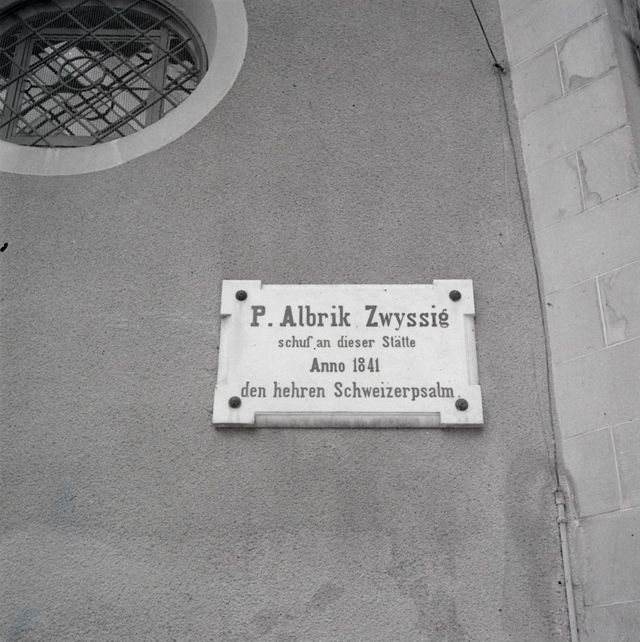 P. Albrik Zwyssig
schuf an dieser Stätte
Anno 1841
den hehren Schweizerpsalm.